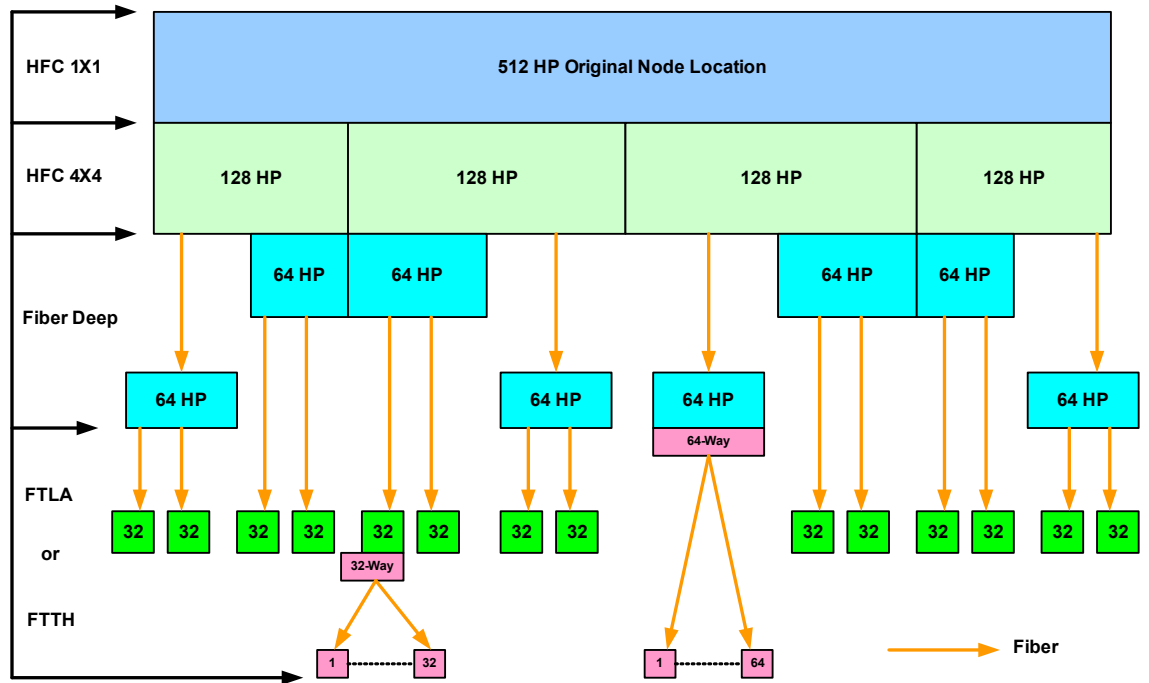 HFC 1X1
512 HP Original Node Location
HFC 4X4
128 HP
128 HP
128 HP
128 HP
Fiber Deep
64 HP
64 HP
64 HP
64 HP
64 HP
64 HP
64 HP
64 HP
64-Way
FTLA
or
FTTH
32
32
32
32
32
32
32
32
32
32
32
32
32
32
32-Way
1
32
1
64
Fiber